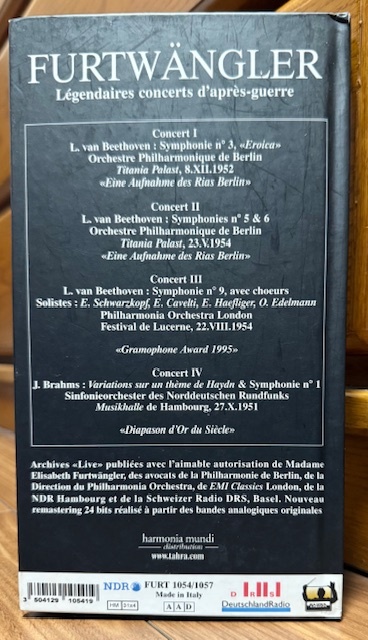 FURTWÄNGLER
Légendaires concerts d'après-guerre
Concert I
L. van Beethoven : Symphonie n° 3, «Eroica»
Orchestre Philharmonique de Berlin
Titania Palast, 8.XII.1952
«Eine Aufnahme des Rias Berlin»
Concert II
L. van Beethoven : Symphonies n° 5 & 6
Orchestre Philharmonique de Berlin
Titania Palast, 23.V.1954
«Eine Aufnahme des Rias Berlin»
Concert III
L. van Beethoven : Symphonie n° 9, avec choeurs
Solistes : E. Schwarzkopf, E. Cavelti, E. Haefliger, O. Edelmann
Philharmonia Orchestra London
Festival de Lucerne, 22.VIII.1954
«Gramophone Award 1995»
Concert IV
J. Brahms : Variations sur un thème de Haydn & Symphonie n° 1
Sinfonieorchester des Norddeutschen Rundfunks
Musikhalle de Hambourg, 27.X.1951
«Diapason d'Or du Siècle»
Archives «Live» publiées avec l'aimable autorisation de Madame
Elisabeth Furtwängler, des avocats de la Philharmonie de Berlin, de la
Direction du Philharmonia Orchestra, de EMI Classics London, de la
NDR Hambourg et de la Schweizer Radio DRS, Basel. Nouveau
remastering 24 bits réalisé à partir des bandes analogiques originales
harmonia mundi
distribution
www.tahra.com
3 504129 105419
NDR
HM 31x4
FURT 1054/1057
Made in Italy
A A D
D R S
DeutschlandRadio